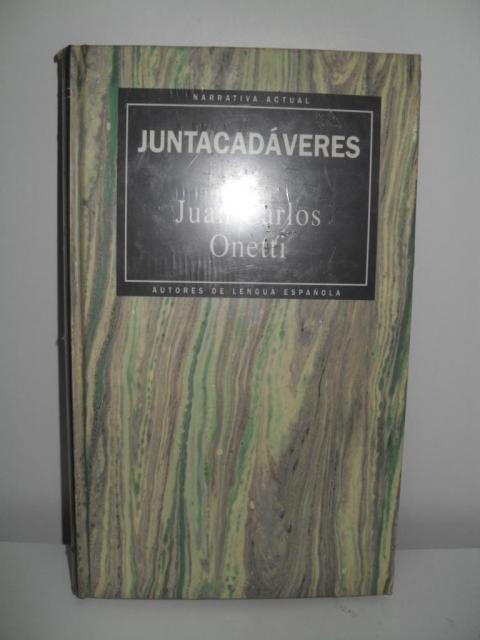 NARRATIVA ACTUAL
JUNTACADÁVERES
Juan Carlos
Onetti
AUTORES DE LENGUA ESPAÑOLA